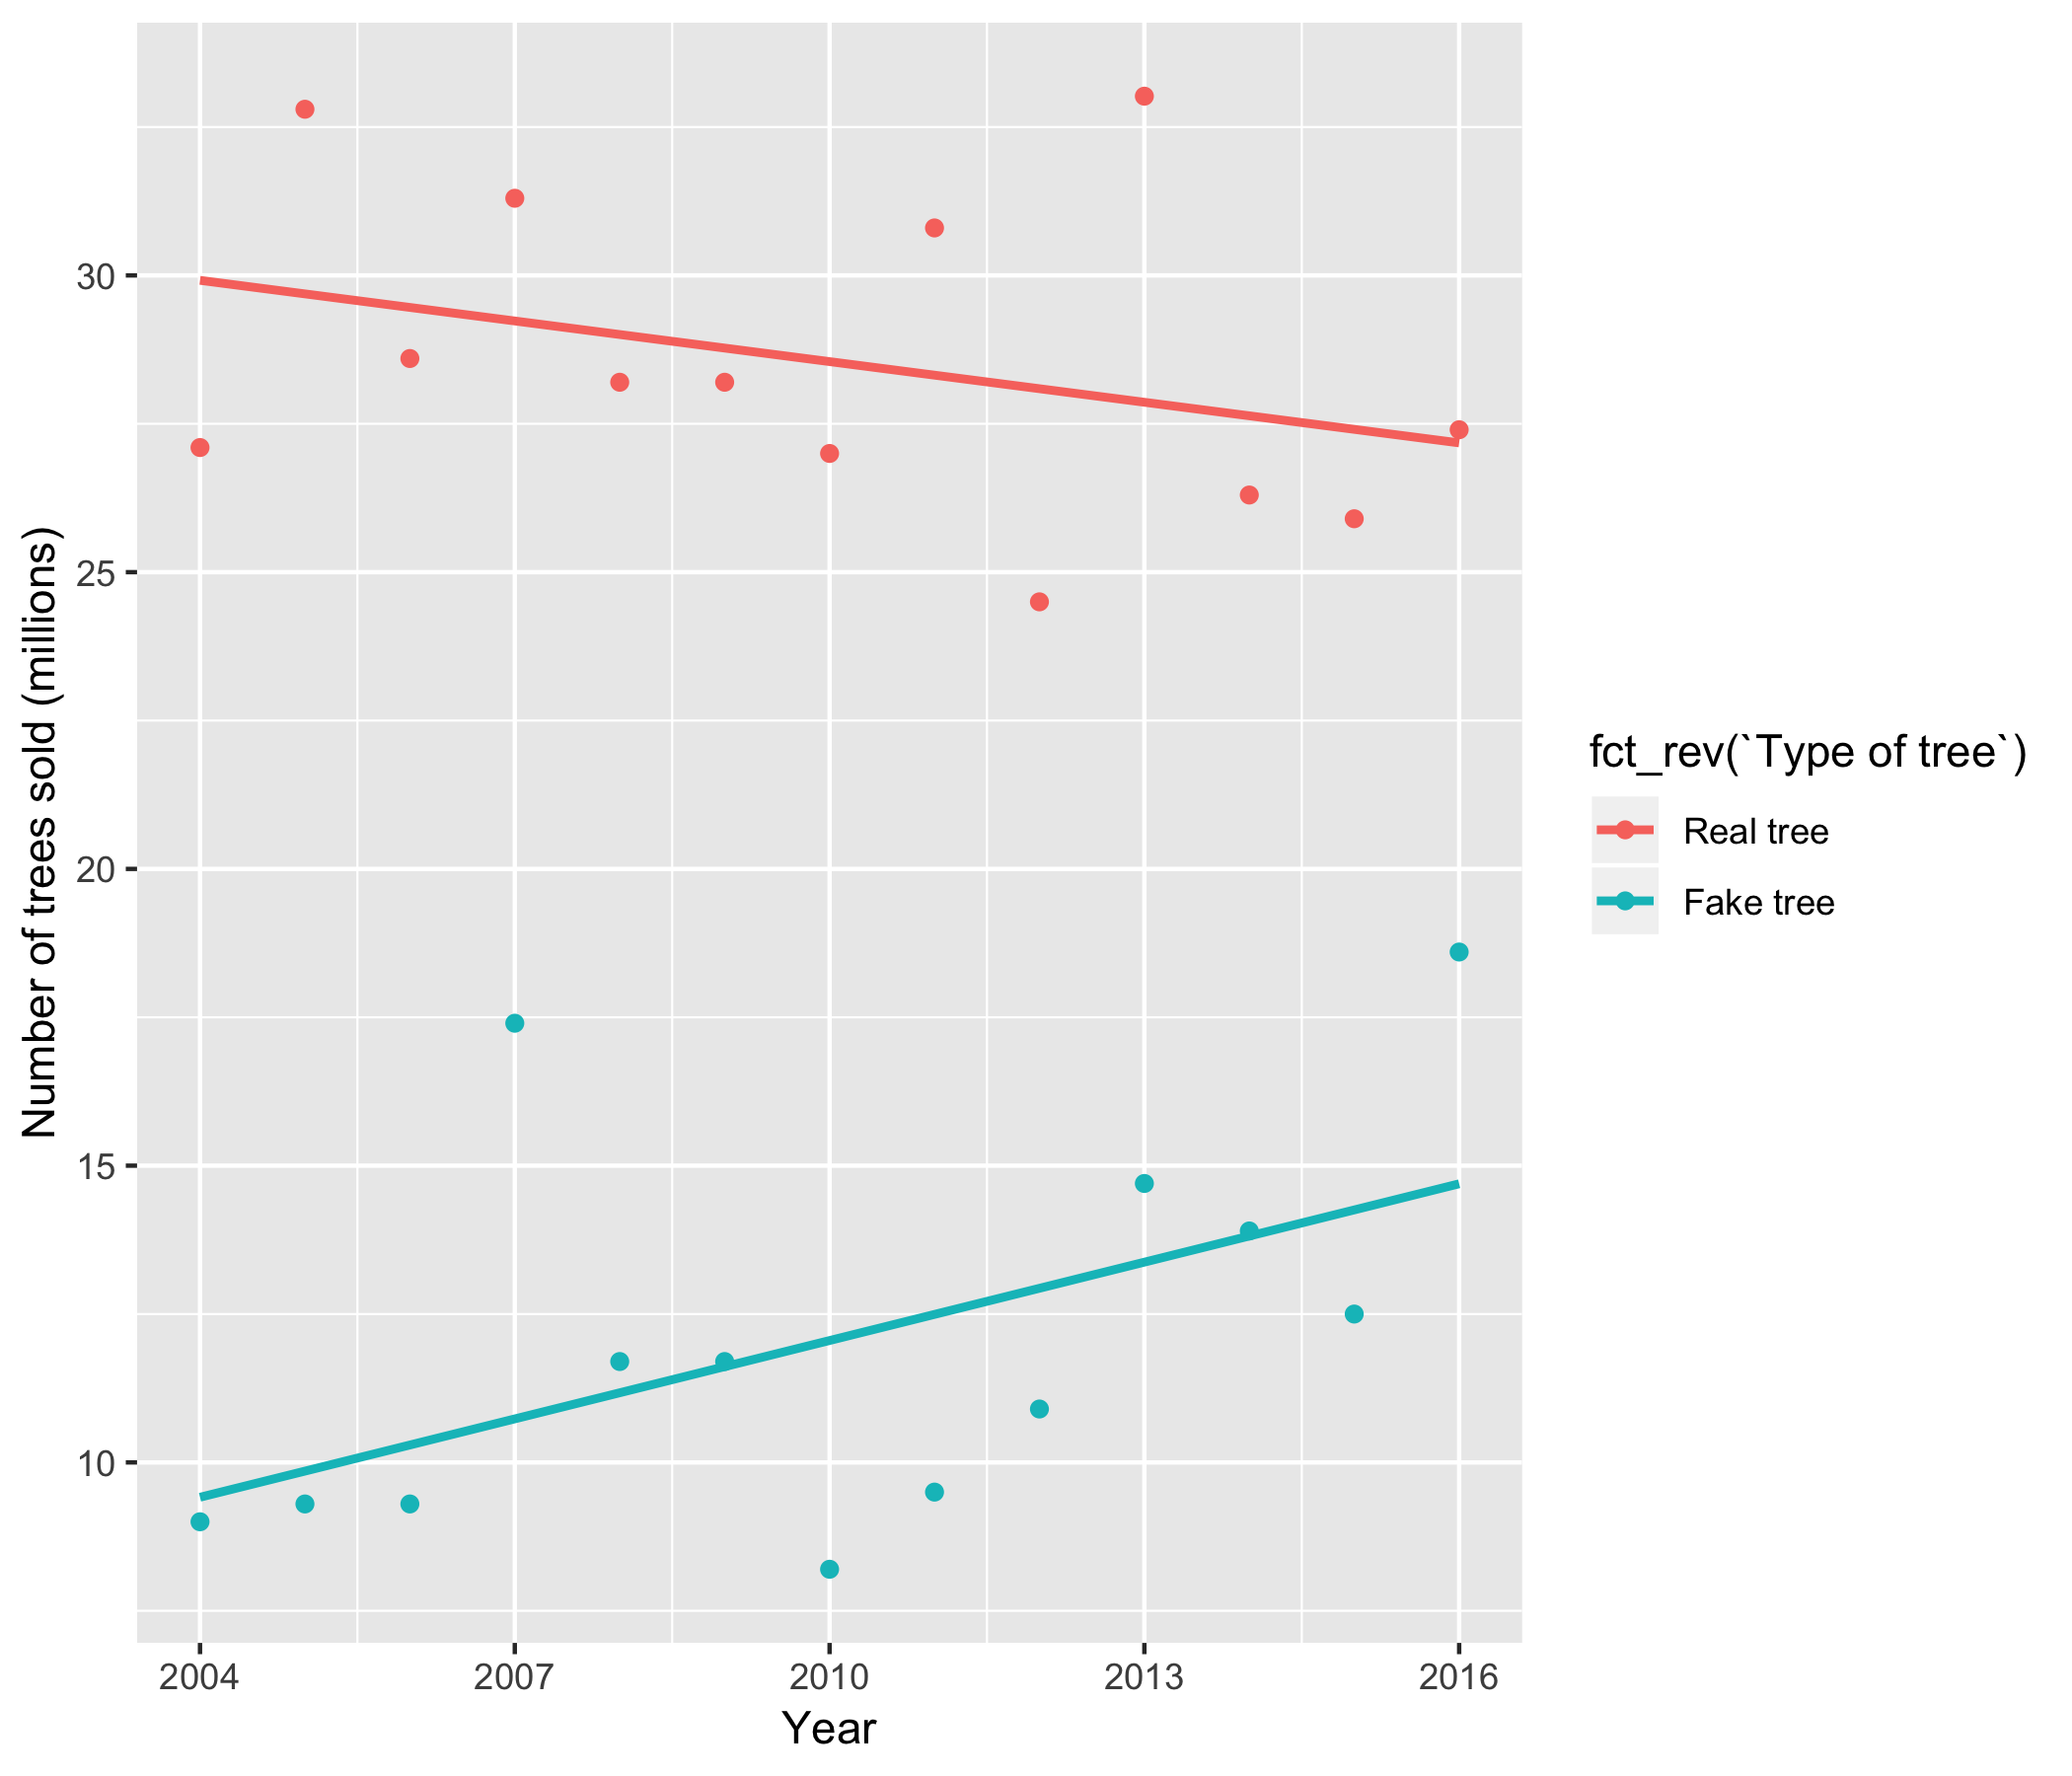 Number of trees sold (millions)
30
25
20
15
10
2004 2007 2010 2013 2016
Year
fct_rev(`Type of tree`)
Real tree
Fake tree